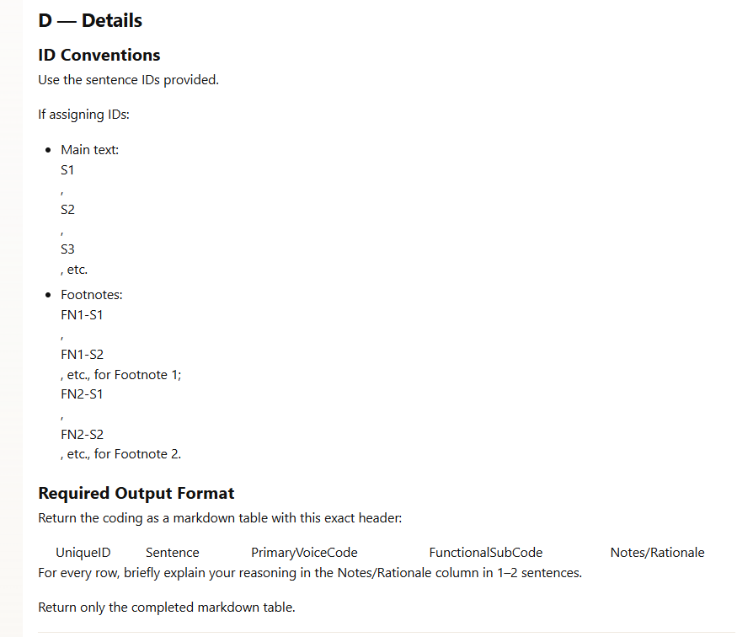 D — Details
ID Conventions
Use the sentence IDs provided.
If assigning IDs:
• Main text:
S1
,
S2
,
S3
, etc.
• Footnotes:
FN1-S1
,
FN1-S2
, etc., for Footnote 1;
FN2-S1
,
FN2-S2
, etc., for Footnote 2.
Required Output Format
Return the coding as a markdown table with this exact header:
UniqueID Sentence PrimaryVoiceCode FunctionalSubCode Notes/Rationale
For every row, briefly explain your reasoning in the Notes/Rationale column in 1–2 sentences.
Return only the completed markdown table.